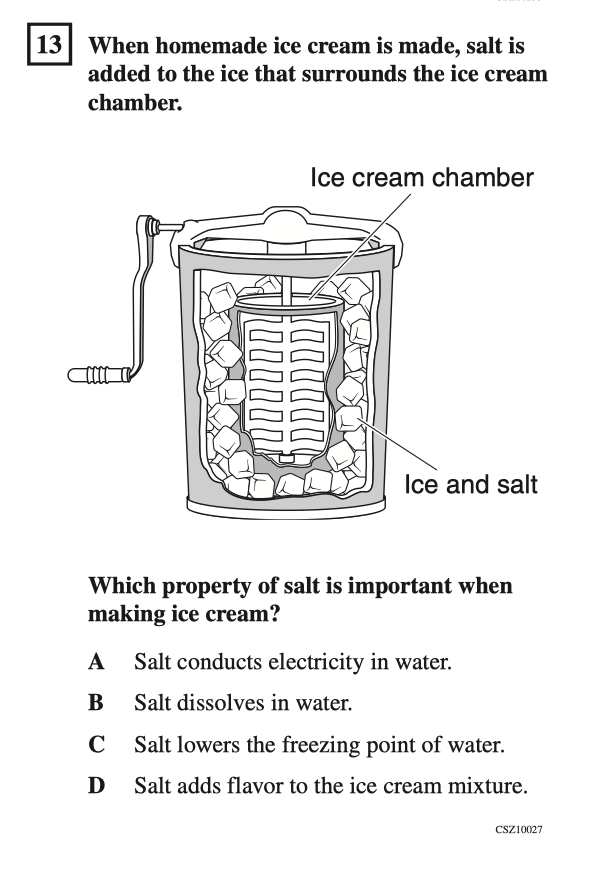 13 When homemade ice cream is made, salt is
added to the ice that surrounds the ice cream
chamber.
Ice cream chamber
Ice and salt
Which property of salt is important when
making ice cream?
A Salt conducts electricity in water.
B Salt dissolves in water.
C Salt lowers the freezing point of water.
D Salt adds flavor to the ice cream mixture.
CSZ10027